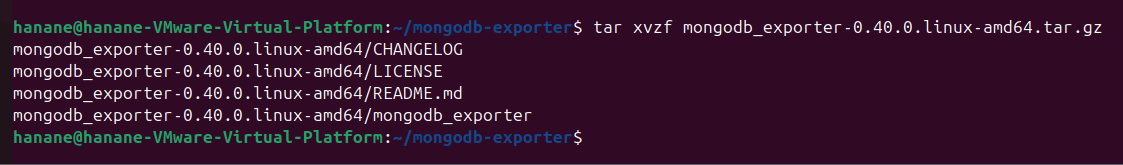 hanane@hanane-VMware-Virtual-Platform:~/mongodb-exporter$ tar xvzf mongodb_exporter-0.40.0.linux-amd64.tar.gz
mongodb_exporter-0.40.0.linux-amd64/CHANGELOG
mongodb_exporter-0.40.0.linux-amd64/LICENSE
mongodb_exporter-0.40.0.linux-amd64/README.md
mongodb_exporter-0.40.0.linux-amd64/mongodb_exporter
hanane@hanane-VMware-Virtual-Platform:~/mongodb-exporter$